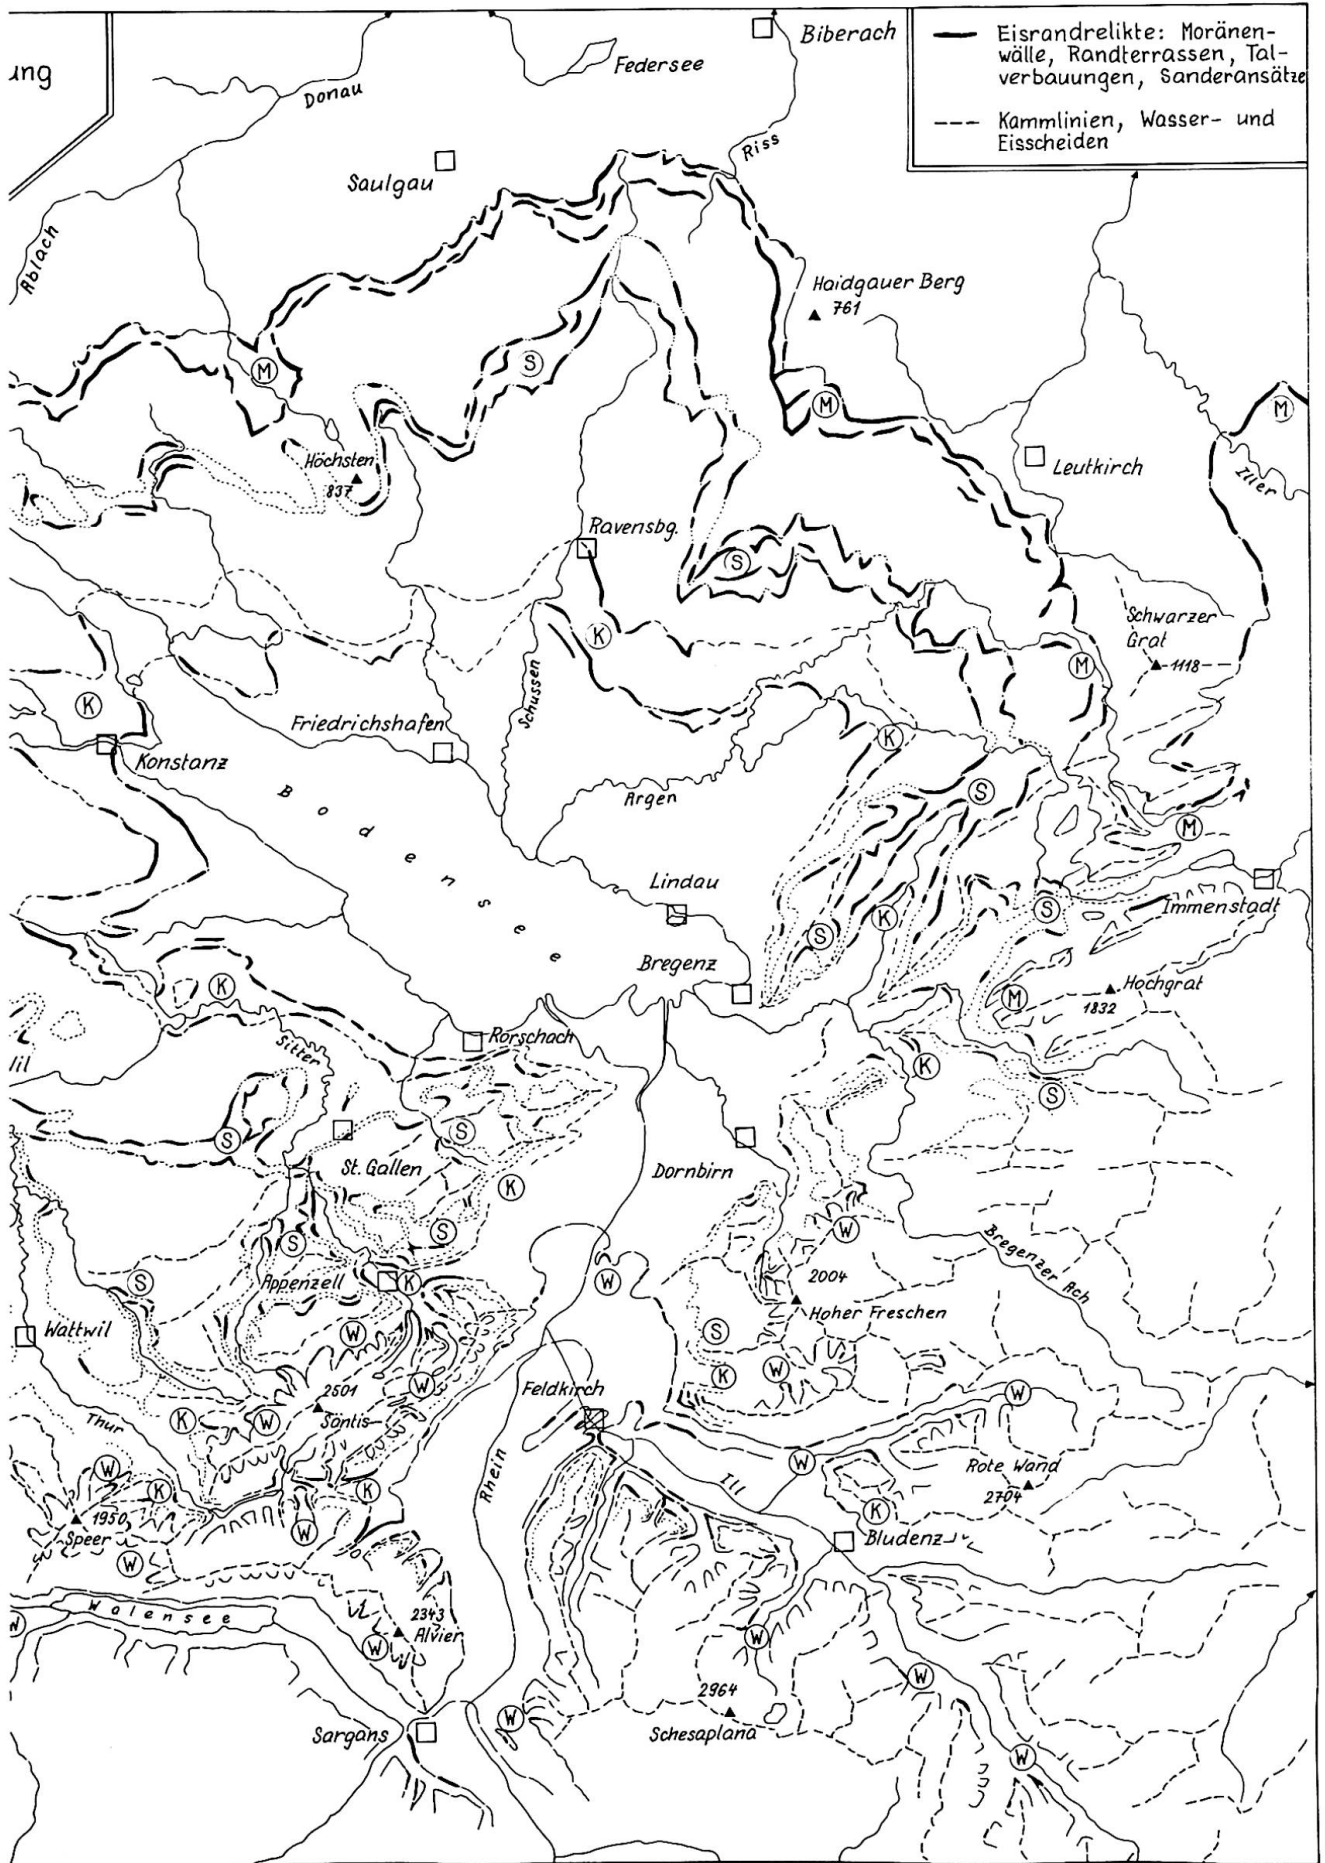 ung
Eisrandrelikte: Moränen-
wälle, Randterrassen, Tal-
verbauungen, Sanderansätze
Kammlinien, Wasser- und
Eisscheiden
Biberach
Federsee
Donau
Riss
Saulgau
Ablach
Haidgauer Berg
761
S
M
M
M
Höchsten
837
Leutkirch
Iller
Ravensbg.
S
Schwarzer
Grat
1118
K
M
K
Schussen
Friedrichshafen
K
Konstanz
Bodensee
Argen
S
M
Lindau
Immenstadt
S
K
S
Bregenz
K
Hochgrat
1832
M
Rorschach
Sitter
lil
K
S
S
S
St. Gallen
Dornbirn
K
S
S
W
Bregenzer Ach
Appenzell
K
W
2004
Hoher Freschen
S
Wattwil
W
S
K
W
2501
Säntis
W
Feldkirch
W
Thur
K
W
Rhein
Ill
W
Rote Wand
2704
W
K
K
K
1950
Speer
W
W
Bludenz
Walensee
W
2343
Alvier
W
W
W
2964
Schesaplana
W
Sargans
W